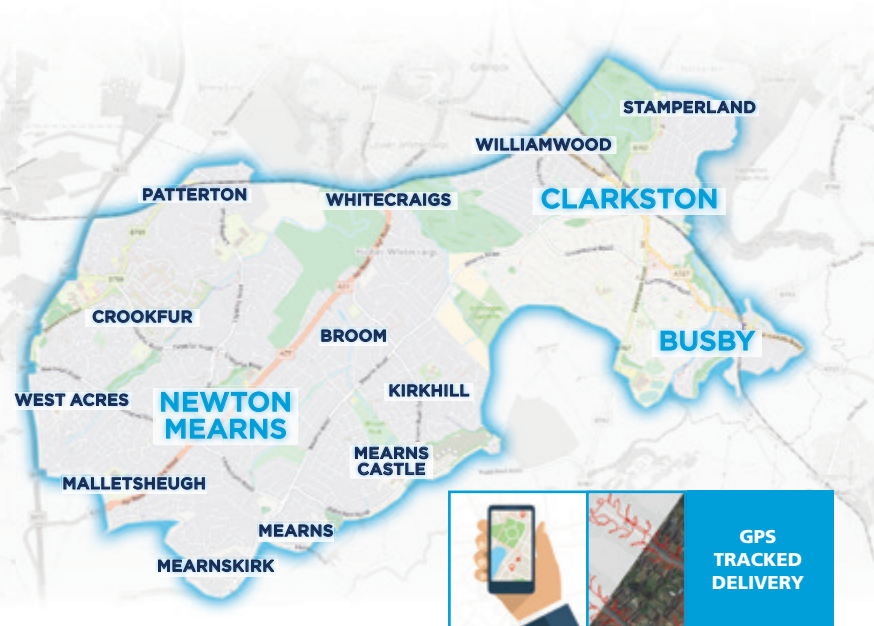 STAMPERLAND
WILLIAMWOOD
PATTERTON
WHITECRAIGS
CLARKSTON
CROOKFUR
BROOM
BUSBY
KIRKHILL
WEST ACRES
NEWTON
MEARNS
MEARNS
CASTLE
MALLETSHEUGH
MEARNS
MEARNSKIRK
GPS
TRACKED
DELIVERY